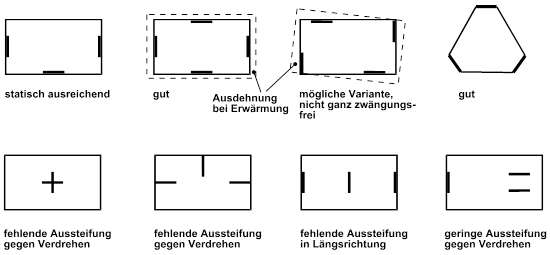 statisch ausreichend
gut
Ausdehnung
bei Erwärmung
mögliche Variante,
nicht ganz zwängungs-
frei
gut
fehlende Aussteifung
gegen Verdrehen
fehlende Aussteifung
gegen Verdrehen
fehlende Aussteifung
in Längsrichtung
geringe Aussteifung
gegen Verdrehen